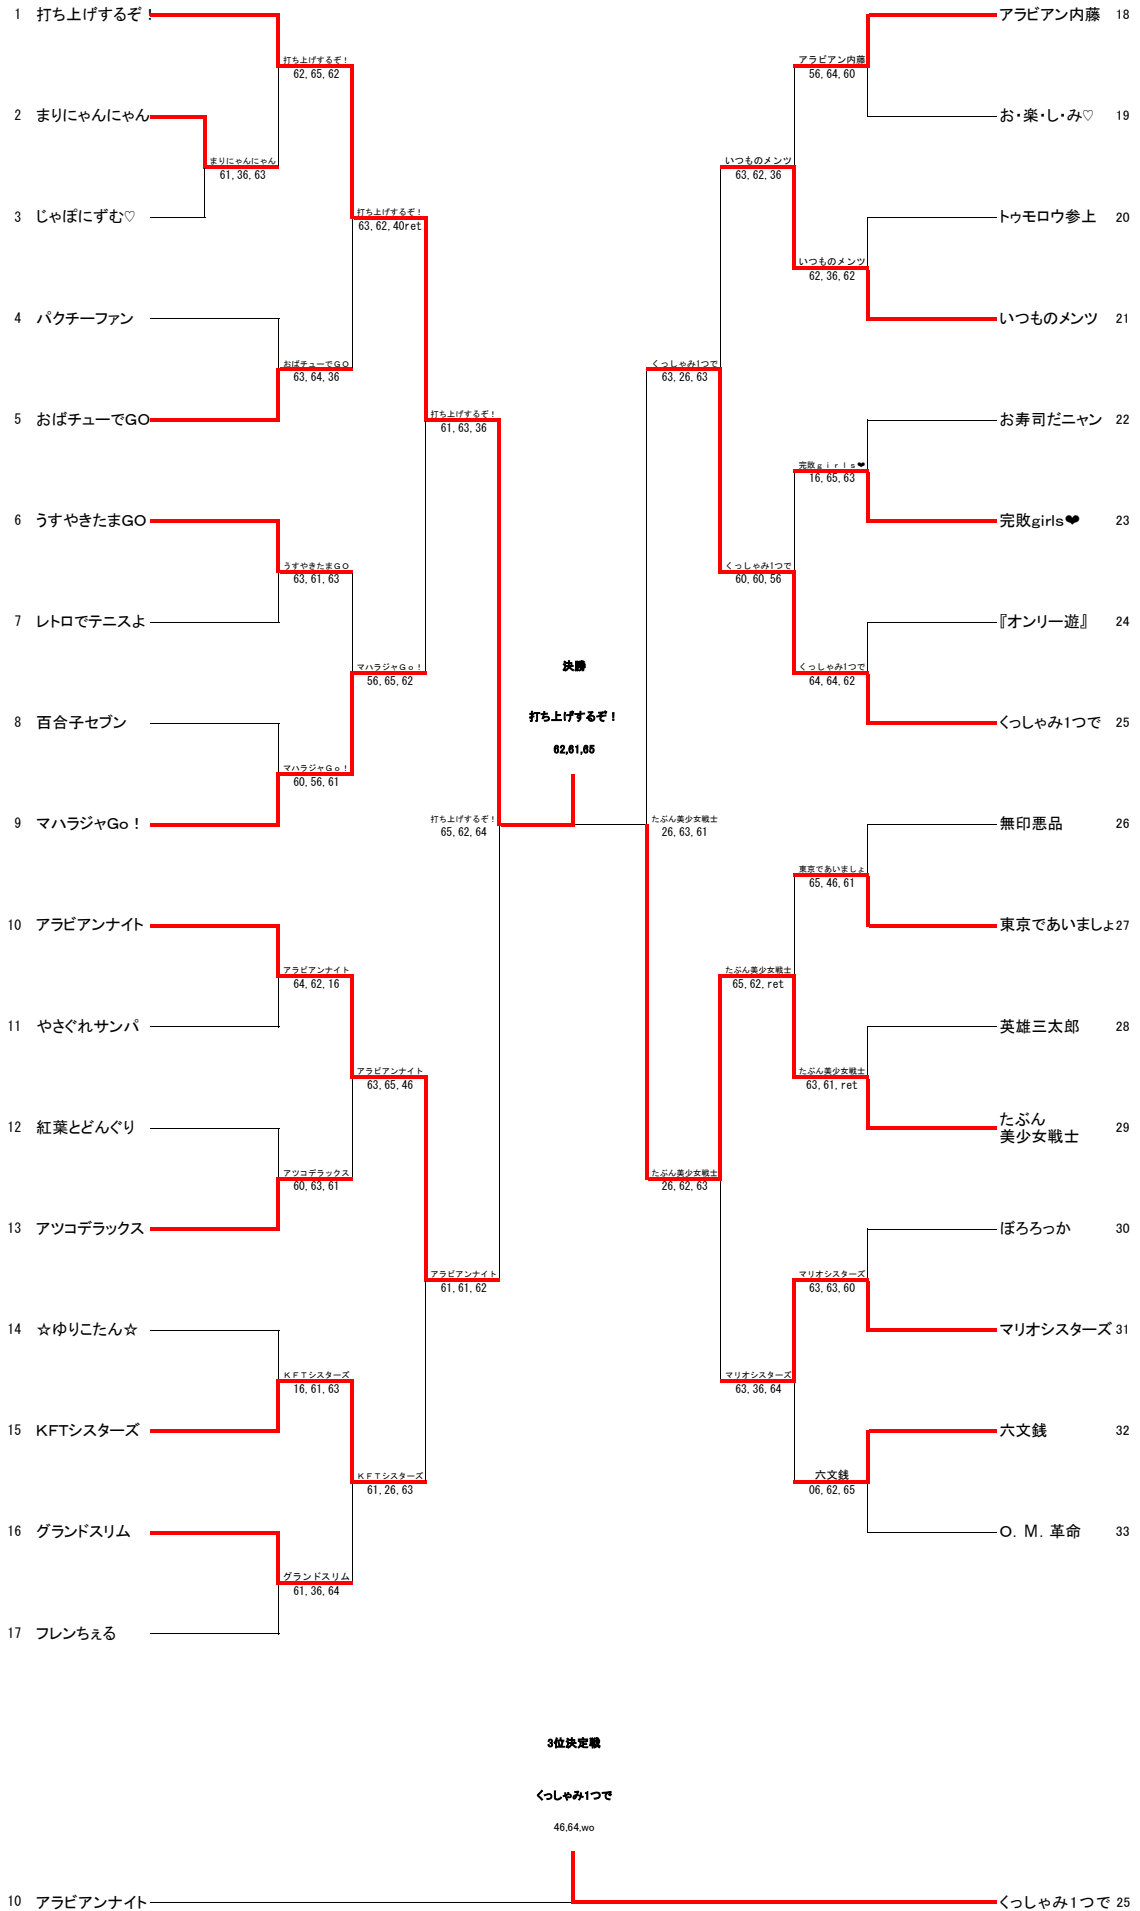 1 打ち上げするぞ！
アラビアン内藤 18
打ち上げするぞ！
62,65,62
アラビアン内藤
56,64,60
2 まりにゃんにゃん
お・楽・し・み♡ 19
まりにゃんにゃん
61,36,63
いつものメンツ
63,62,36
3 じゃぽにずむ♡
トゥモロウ参上 20
打ち上げするぞ！
63,62,40ret
いつものメンツ
62,36,62
4 パクチーファン
いつものメンツ 21
おばチューでGO
63,64,36
くっしゃみ1つで
63,26,63
5 おばチューでGO
お寿司だニャン 22
打ち上げするぞ！
61,63,36
完敗girls❤
16,65,63
6 うすやきたまGO
完敗girls❤ 23
うすやきたまGO
63,61,63
くっしゃみ1つで
60,60,56
7 レトロでテニスよ
『オンリー遊』 24
マハラジャGo！
56,65,62
決勝
くっしゃみ1つで
64,64,62
8 百合子セブン
打ち上げするぞ！
くっしゃみ1つで 25
62,61,65
マハラジャGo！
60,56,61
9 マハラジャGo！
打ち上げするぞ！
65,62,64
たぶん美少女戦士
26,63,61
無印悪品 26
東京であいましょ
65,46,61
10 アラビアンナイト
東京であいましょ 27
アラビアンナイト
64,62,16
たぶん美少女戦士
65,62,ret
11 やさぐれサンパ
英雄三太郎 28
アラビアンナイト
63,65,46
たぶん美少女戦士
63,61,ret
12 紅葉とどんぐり
たぶん
美少女戦士 29
アツコデラックス
60,63,61
たぶん美少女戦士
26,62,63
13 アツコデラックス
ぽろろっか 30
アラビアンナイト
61,61,62
マリオシスターズ
63,63,60
14 ☆ゆりこたん☆
マリオシスターズ 31
KFTシスターズ
16,61,63
マリオシスターズ
63,36,64
15 KFTシスターズ
六文銭 32
KFTシスターズ
61,26,63
六文銭
06,62,65
16 グランドスリム
O．M．革命 33
グランドスリム
61,36,64
17 フレンちぇる
3位決定戦
くっしゃみ1つで
46,64,wo
10 アラビアンナイト
くっしゃみ1つで 25